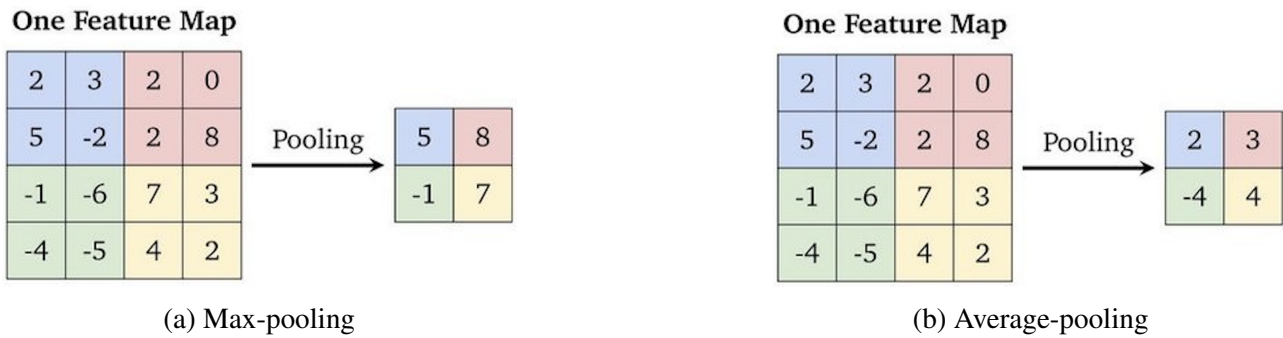 One Feature Map
2 3 2 0
5 -2 2 8
-1 -6 7 3
-4 -5 4 2
Pooling
5 8
-1 7
(a) Max-pooling
One Feature Map
2 3 2 0
5 -2 2 8
-1 -6 7 3
-4 -5 4 2
Pooling
2 3
-4 4
(b) Average-pooling